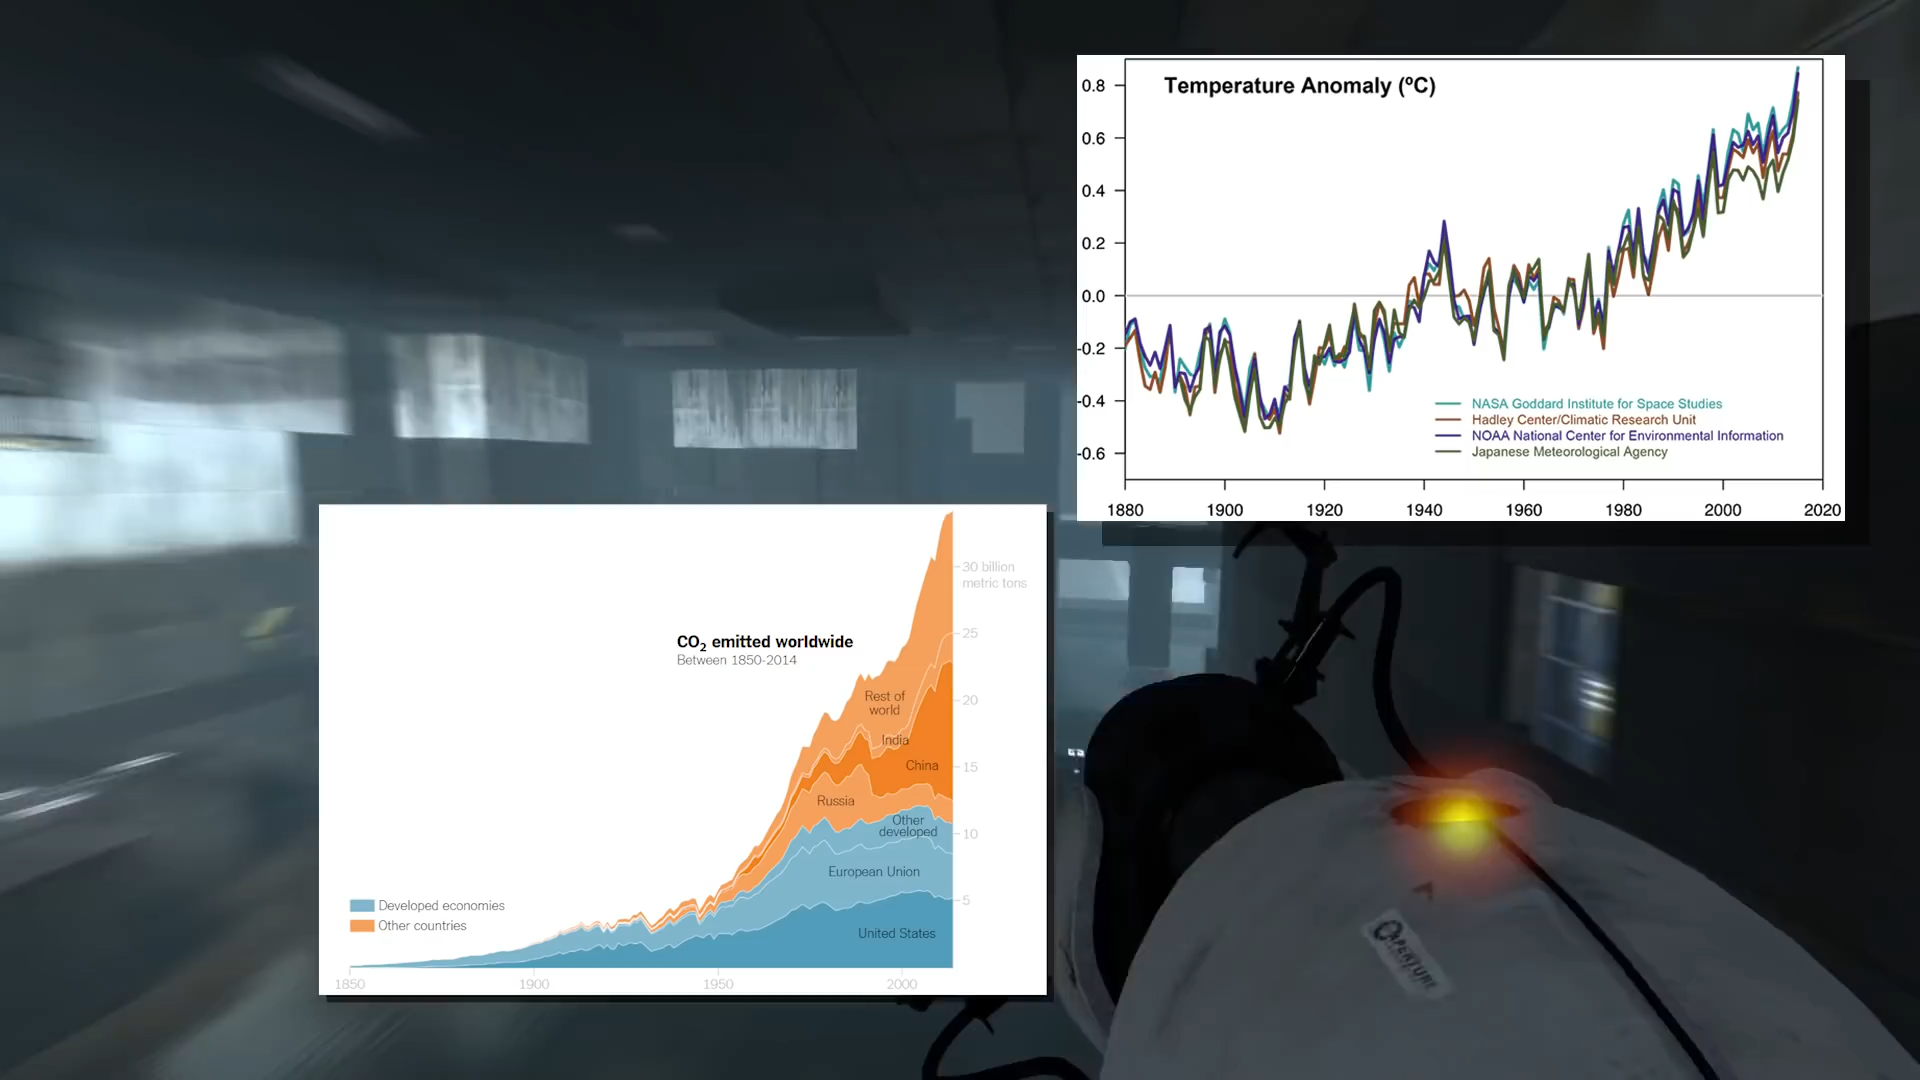 Temperature Anomaly (ºC)
0.8
0.6
0.4
0.2
0.0
-0.2
-0.4
-0.6
NASA Goddard Institute for Space Studies
Hadley Center/Climatic Research Unit
NOAA National Center for Environmental Information
Japanese Meteorological Agency
1880 1900 1920 1940 1960 1980 2000 2020
30 billion
metric tons
25
CO₂ emitted worldwide
Between 1850-2014
20
15
10
5
Rest of
world
India
China
Russia
Other
developed
European Union
United States
Developed economies
Other countries
1850 1900 1950 2000
APERTURE